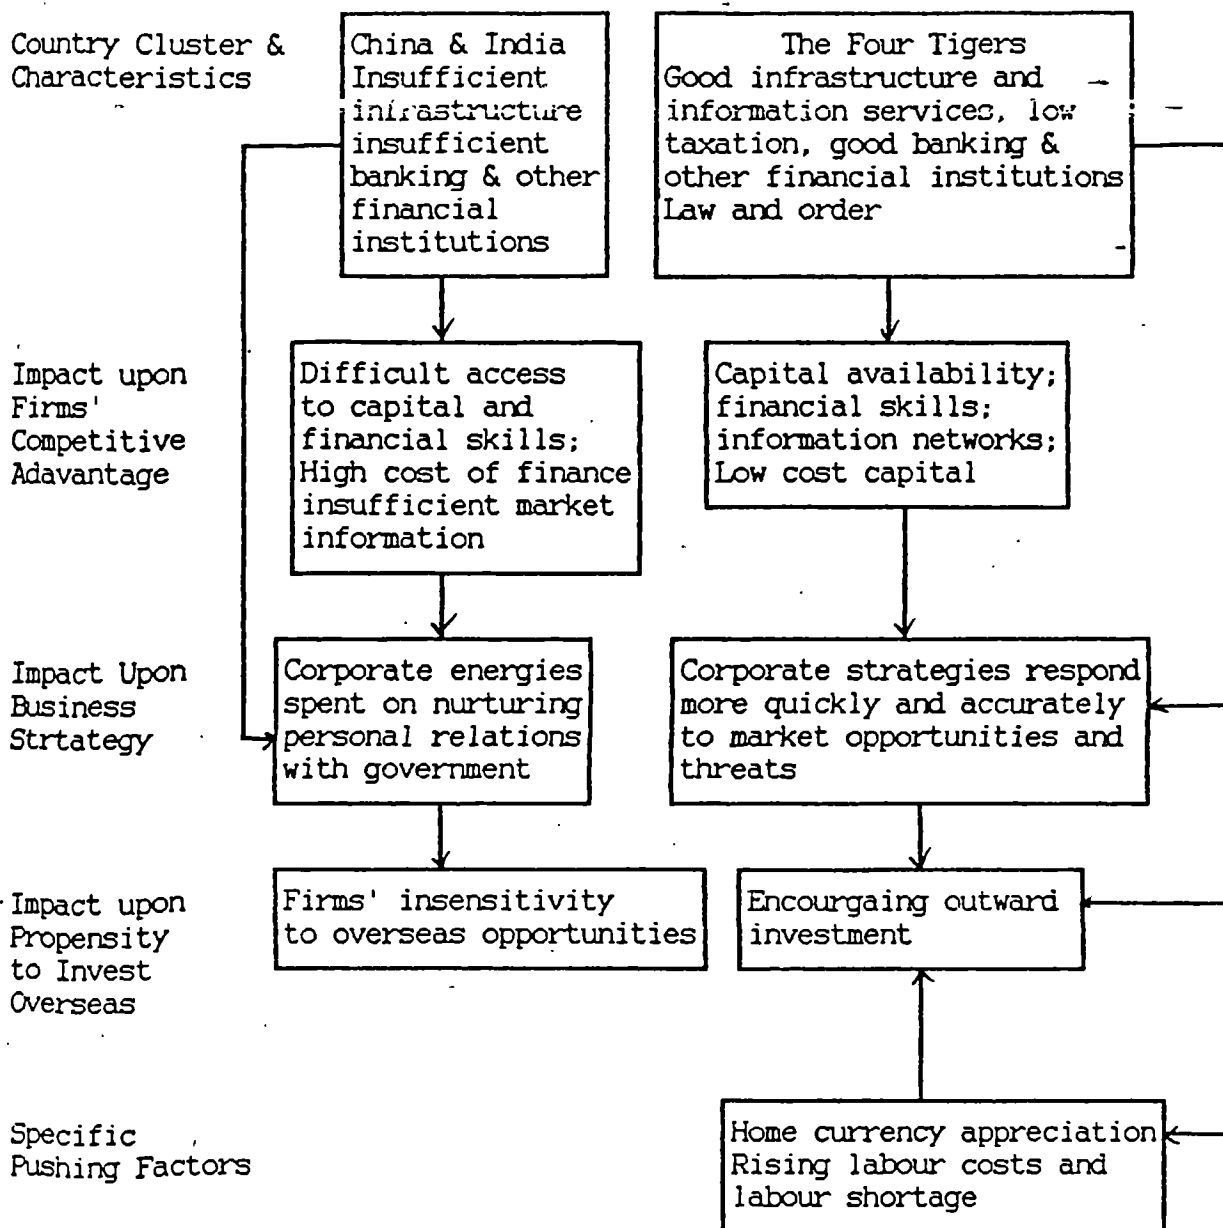 Country Cluster &
Characteristics
China & India
Insufficient
infrastructure
insufficient
banking & other
financial
institutions
The Four Tigers
Good infrastructure and
information services, low
taxation, good banking &
other financial institutions
Law and order
Impact upon
Firms'
Competitive
Adavantage
Difficult access
to capital and
financial skills;
High cost of finance
insufficient market
information
Capital availability;
financial skills;
information networks;
Low cost capital
Impact Upon
Business
Strtategy
Corporate energies
spent on nurturing
personal relations
with government
Corporate strategies respond
more quickly and accurately
to market opportunities and
threats
Impact upon
Propensity
to Invest
Overseas
Firms' insensitivity
to overseas opportunities
Encourgaing outward
investment
Specific
Pushing Factors
Home currency appreciation
Rising labour costs and
labour shortage